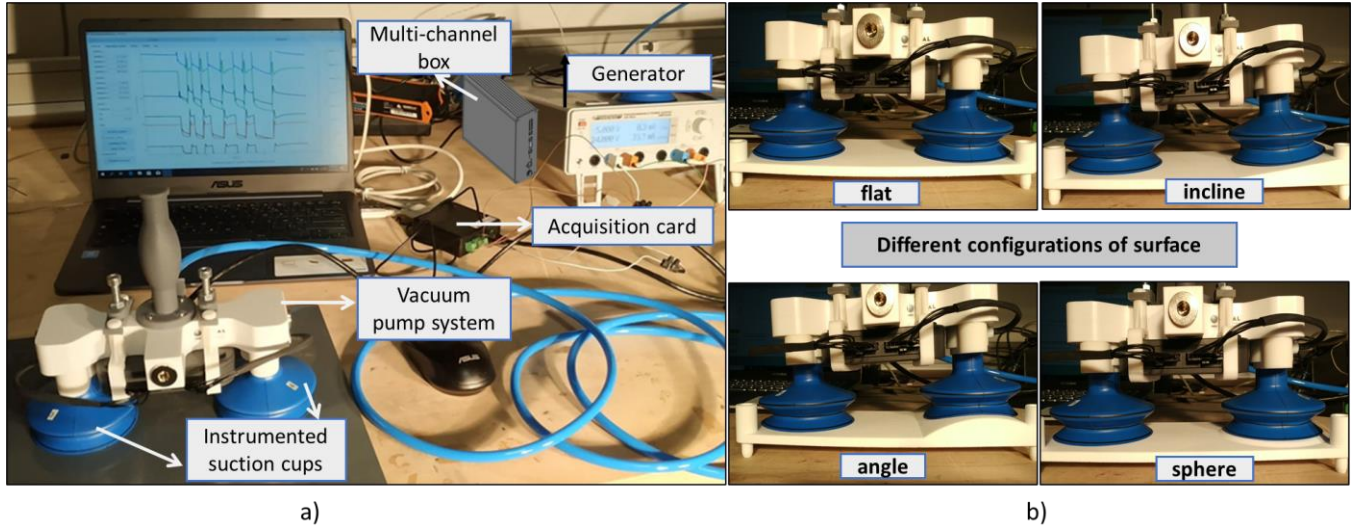 Multi-channel
box
Generator
ASUS
Acquisition card
Vacuum
pump system
ASUS
Instrumented
suction cups
a)
flat
incline
Different configurations of surface
angle
sphere
b)